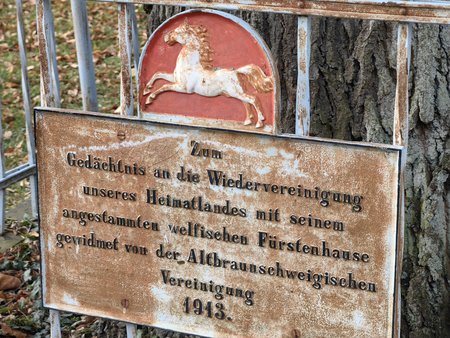 Zum
Gedächtnis an die Wiedervereinigung
unseres Heimatlandes mit seinem
angestammten welfischen Fürstenhause
gewidmet von der Altbraunschweigischen
Vereinigung
1913.